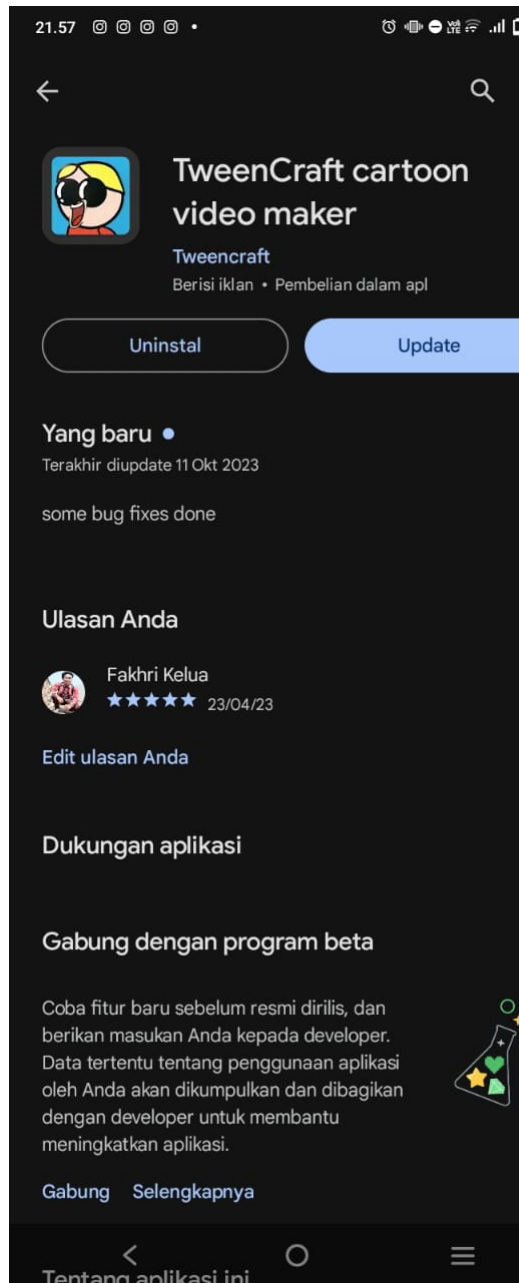 21.57
TweenCraft cartoon
video maker
Tweencraft
Berisi iklan • Pembelian dalam apl
Uninstal
Update
Yang baru
Terakhir diupdate 11 Okt 2023
some bug fixes done
Ulasan Anda
Fakhri Kelua
23/04/23
Edit ulasan Anda
Dukungan aplikasi
Gabung dengan program beta
Coba fitur baru sebelum resmi dirilis, dan
berikan masukan Anda kepada developer.
Data tertentu tentang penggunaan aplikasi
oleh Anda akan dikumpulkan dan dibagikan
dengan developer untuk membantu
meningkatkan aplikasi.
Gabung Selengkapnya
Tentang aplikasi ini